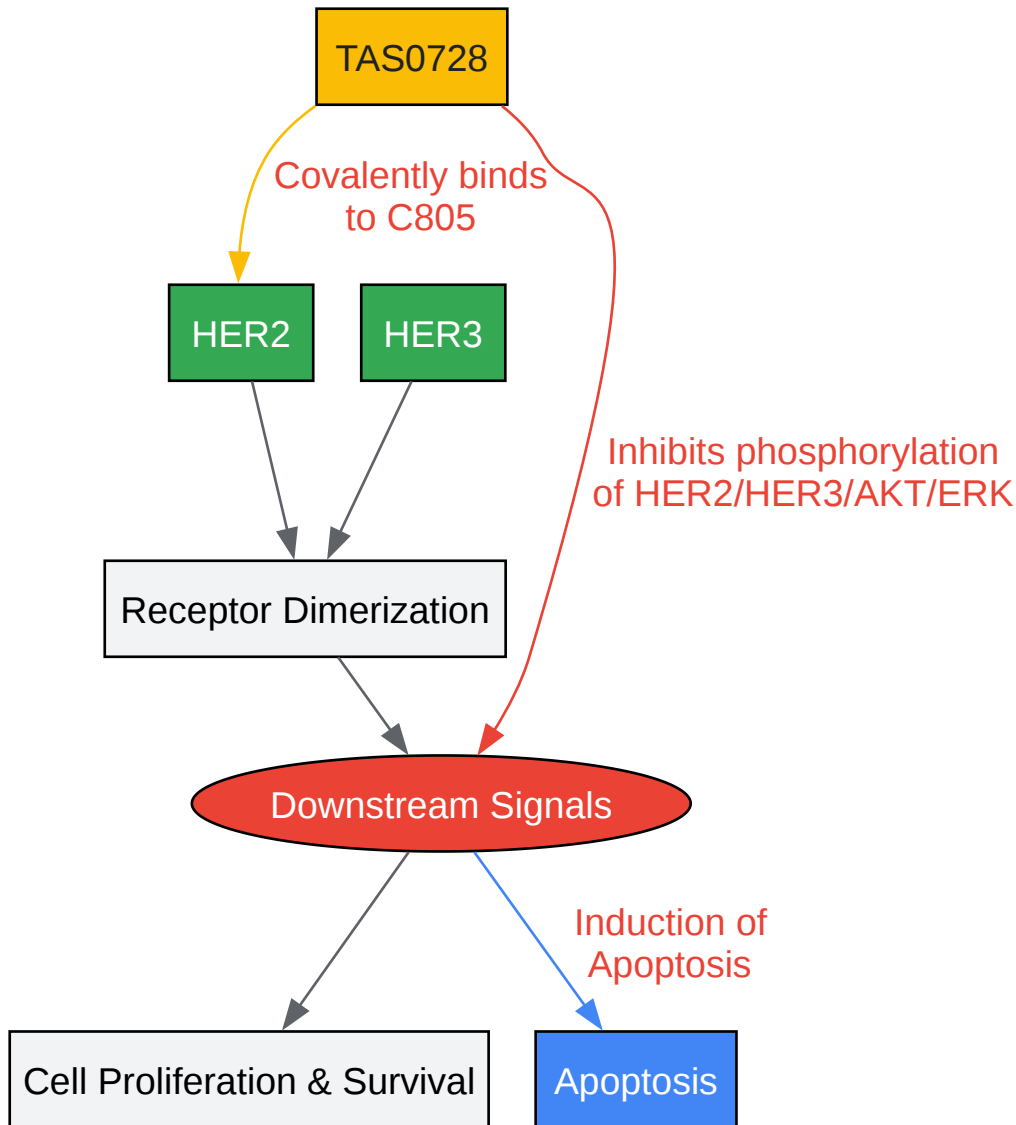 TAS0728
Covalently binds
to C805
HER2
HER3
Inhibits phosphorylation
of HER2/HER3/AKT/ERK
Receptor Dimerization
Downstream Signals
Induction of
Apoptosis
Cell Proliferation & Survival
Apoptosis